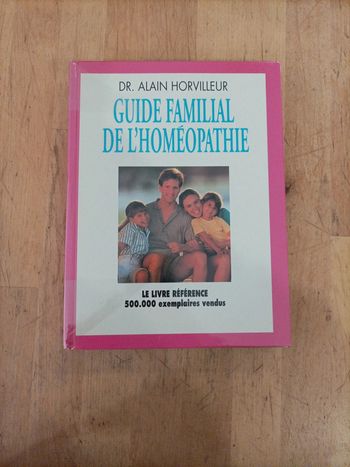 DR. ALAIN HORVILLEUR
GUIDE FAMILIAL
DE L'HOMÉOPATHIE
LE LIVRE RÉFÉRENCE
500.000 exemplaires vendus